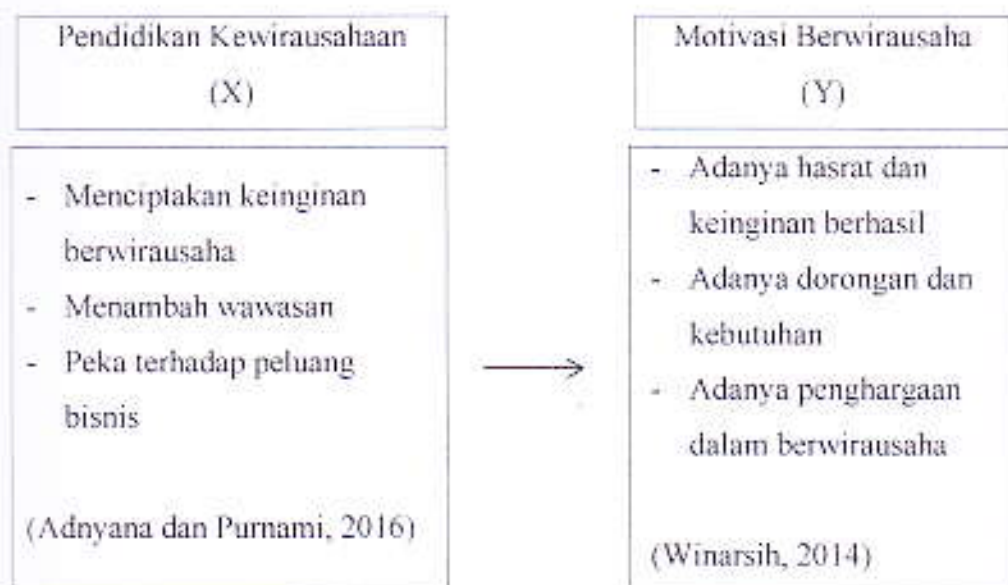 Pendidikan Kewirausahaan
(X)
- Menciptakan keinginan
berwirausaha
- Menambah wawasan
- Peka terhadap peluang
bisnis
(Adnyana dan Purnami, 2016)
Motivasi Berwirausaha
(Y)
- Adanya hasrat dan
keinginan berhasil
- Adanya dorongan dan
kebutuhan
- Adanya penghargaan
dalam berwirausaha
(Winarsih, 2014)